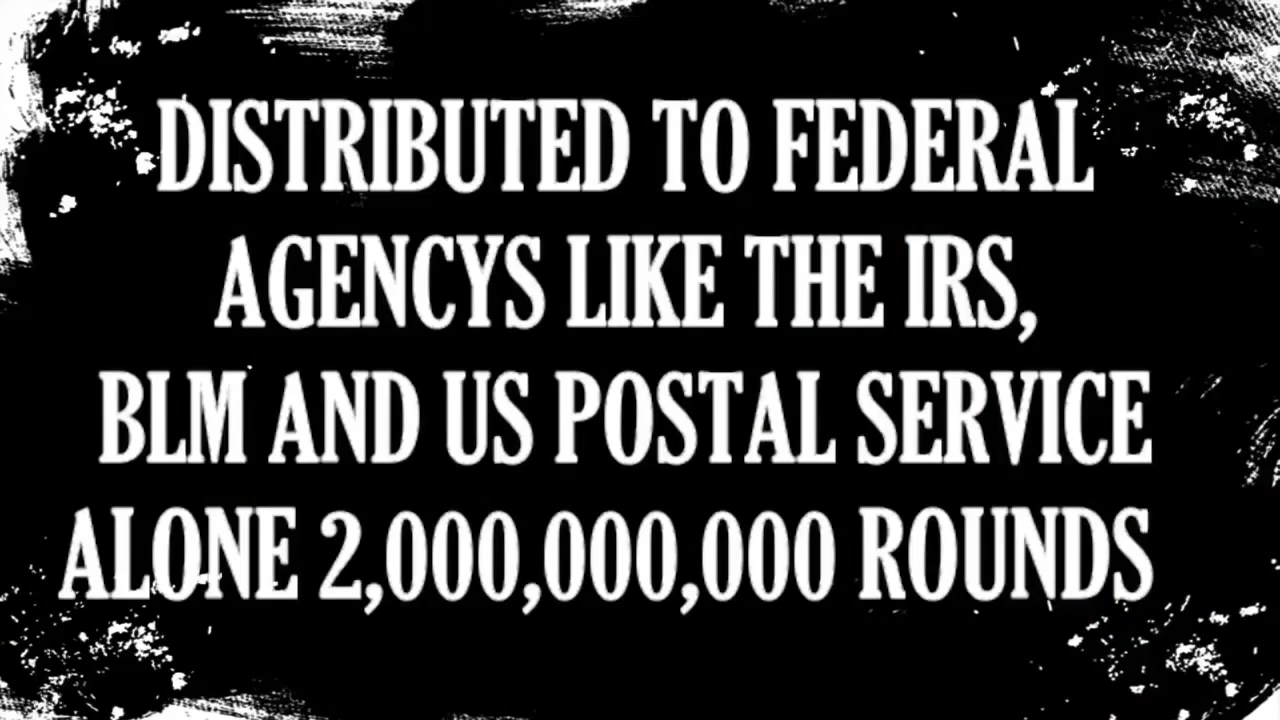 DISTRIBUTED TO FEDERAL
AGENCYS LIKE THE IRS,
BLM AND US POSTAL SERVICE
ALONE 2,000,000,000 ROUNDS